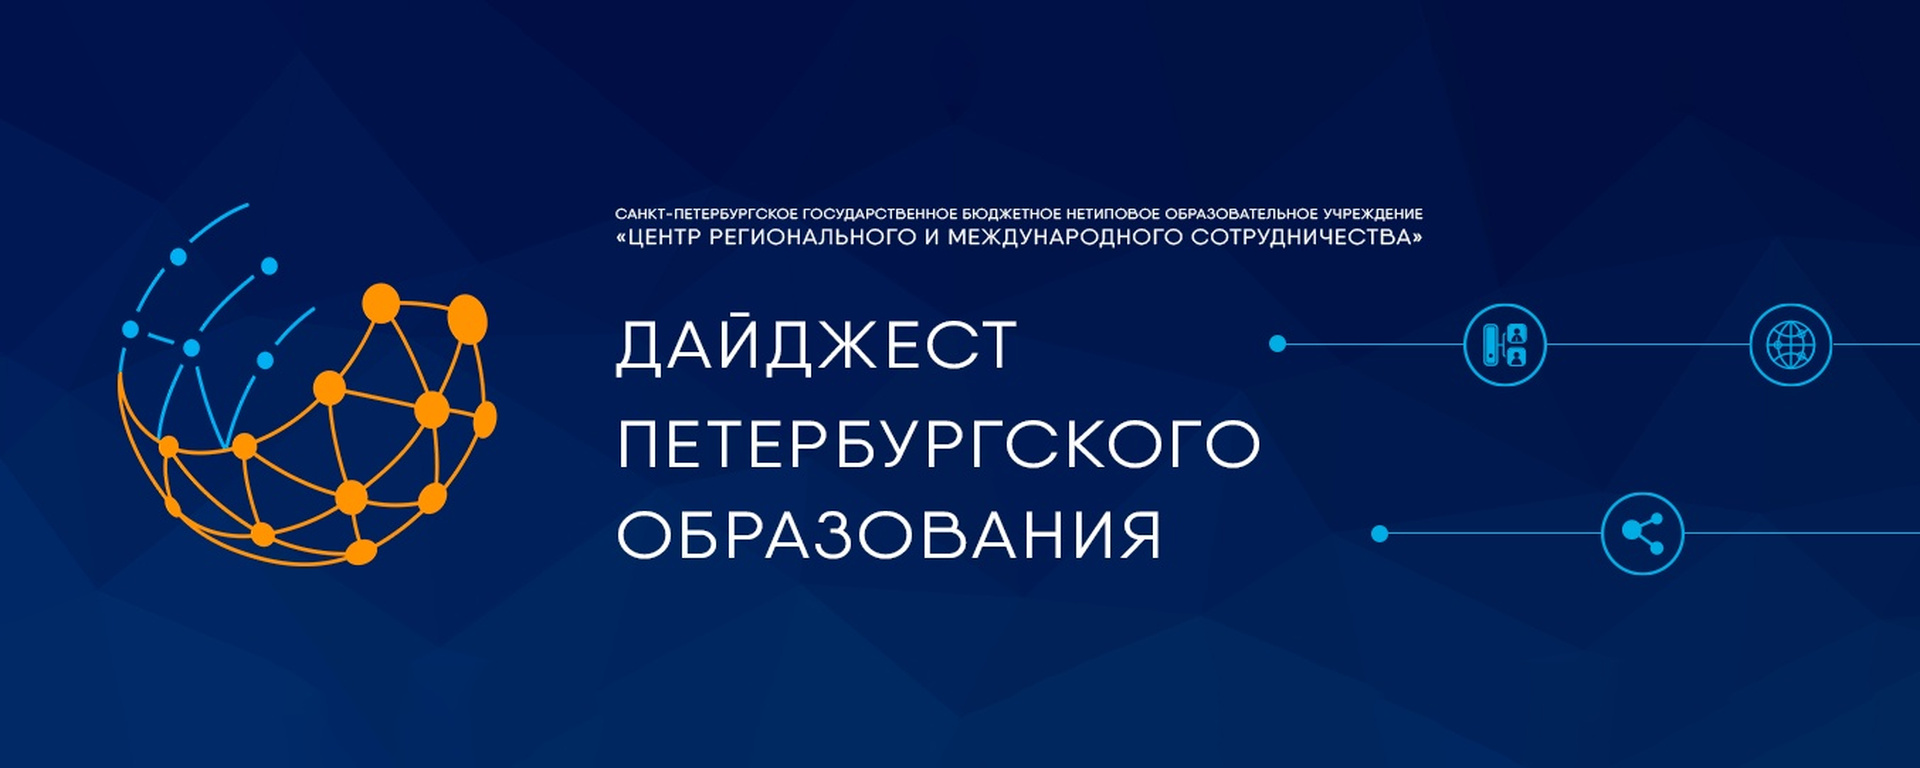 САНКТ-ПЕТЕРБУРГСКОЕ ГОСУДАРСТВЕННОЕ БЮДЖЕТНОЕ НЕТИПОВОЕ ОБРАЗОВАТЕЛЬНОЕ УЧРЕЖДЕНИЕ
«ЦЕНТР РЕГИОНАЛЬНОГО И МЕЖДУНАРОДНОГО СОТРУДНИЧЕСТВА»
ДАЙДЖЕСТ
ПЕТЕРБУРГСКОГО
ОБРАЗОВАНИЯ